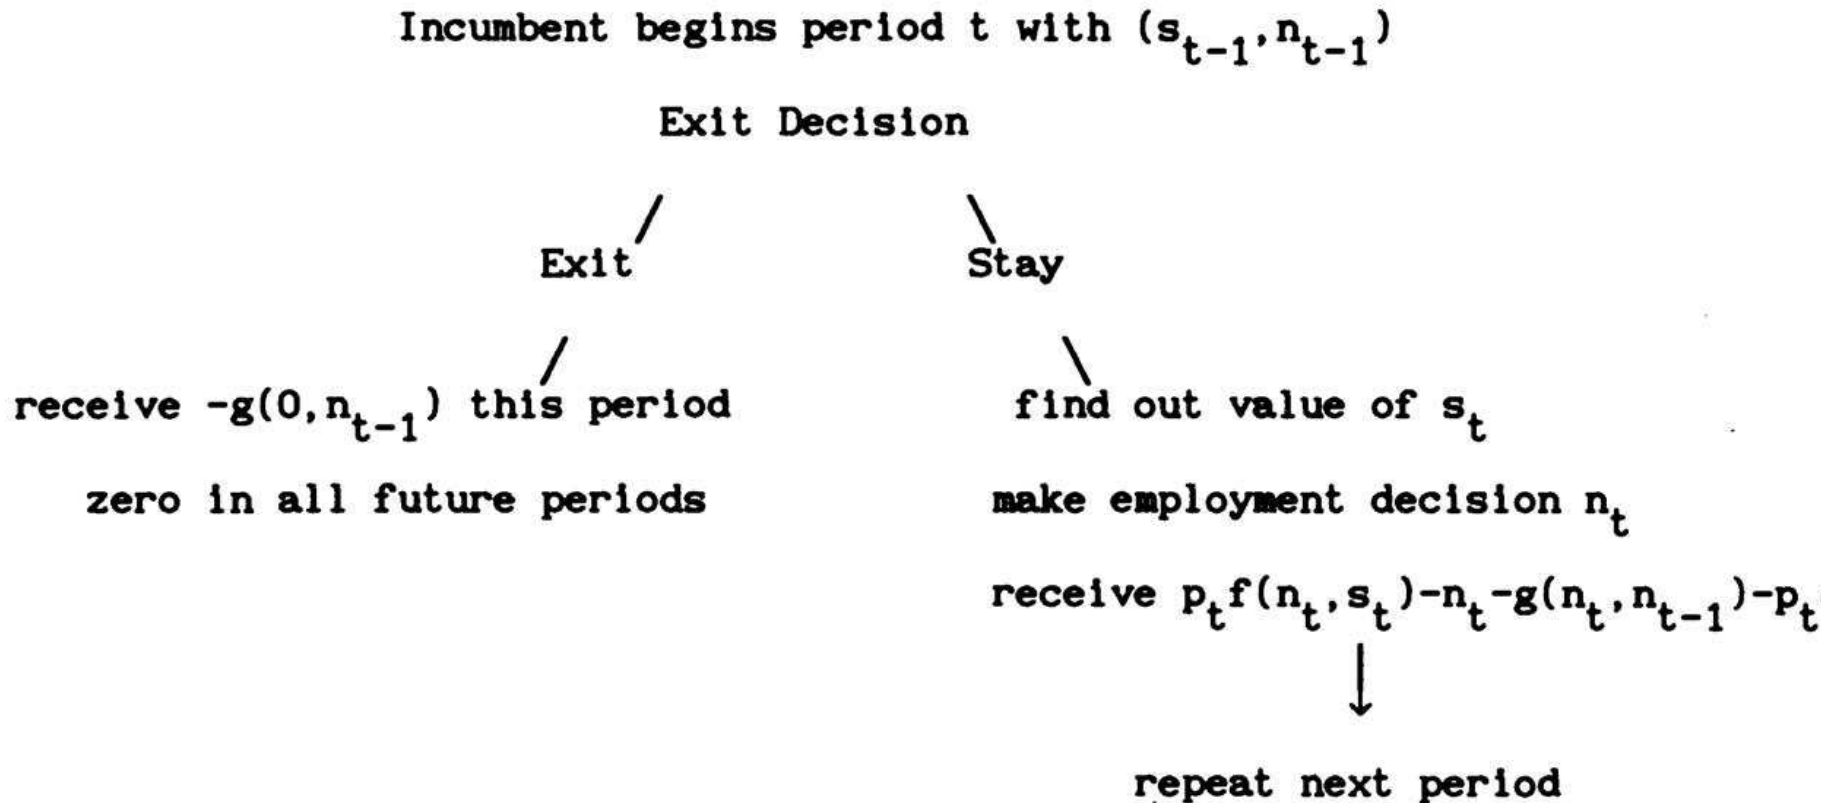 Incumbent begins period t with (s_{t-1},n_{t-1})
Exit Decision
Exit
Stay
receive -g(0,n_{t-1}) this period
zero in all future periods
find out value of s_t
make employment decision n_t
receive p_tf(n_t,s_t)-n_t-g(n_t,n_{t-1})-p_t
repeat next period